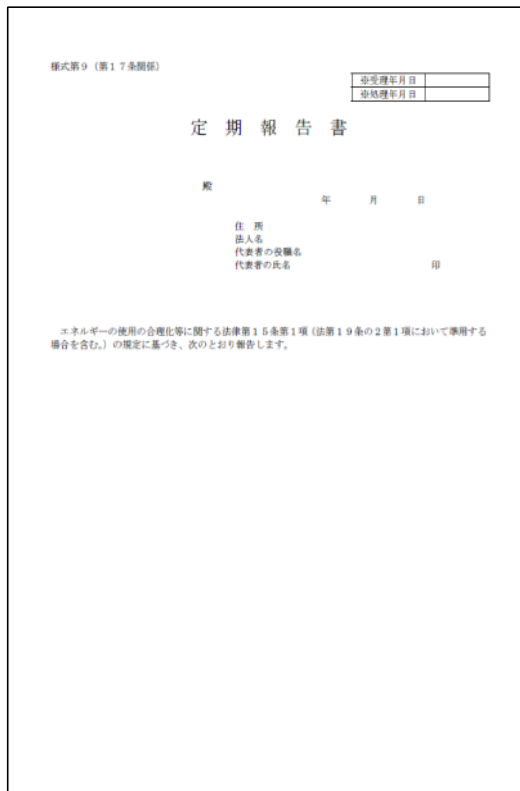 様式第9（第17条関係）
※受理年月日
※処理年月日
定 期 報 告 書
殿
年 月 日
住 所
法人名
代表者の役職名
代表者の氏名 印
エネルギーの使用の合理化等に関する法律第15条第1項（法第19条の2第1項において準用する
場合を含む。）の規定に基づき、次のとおり報告します。